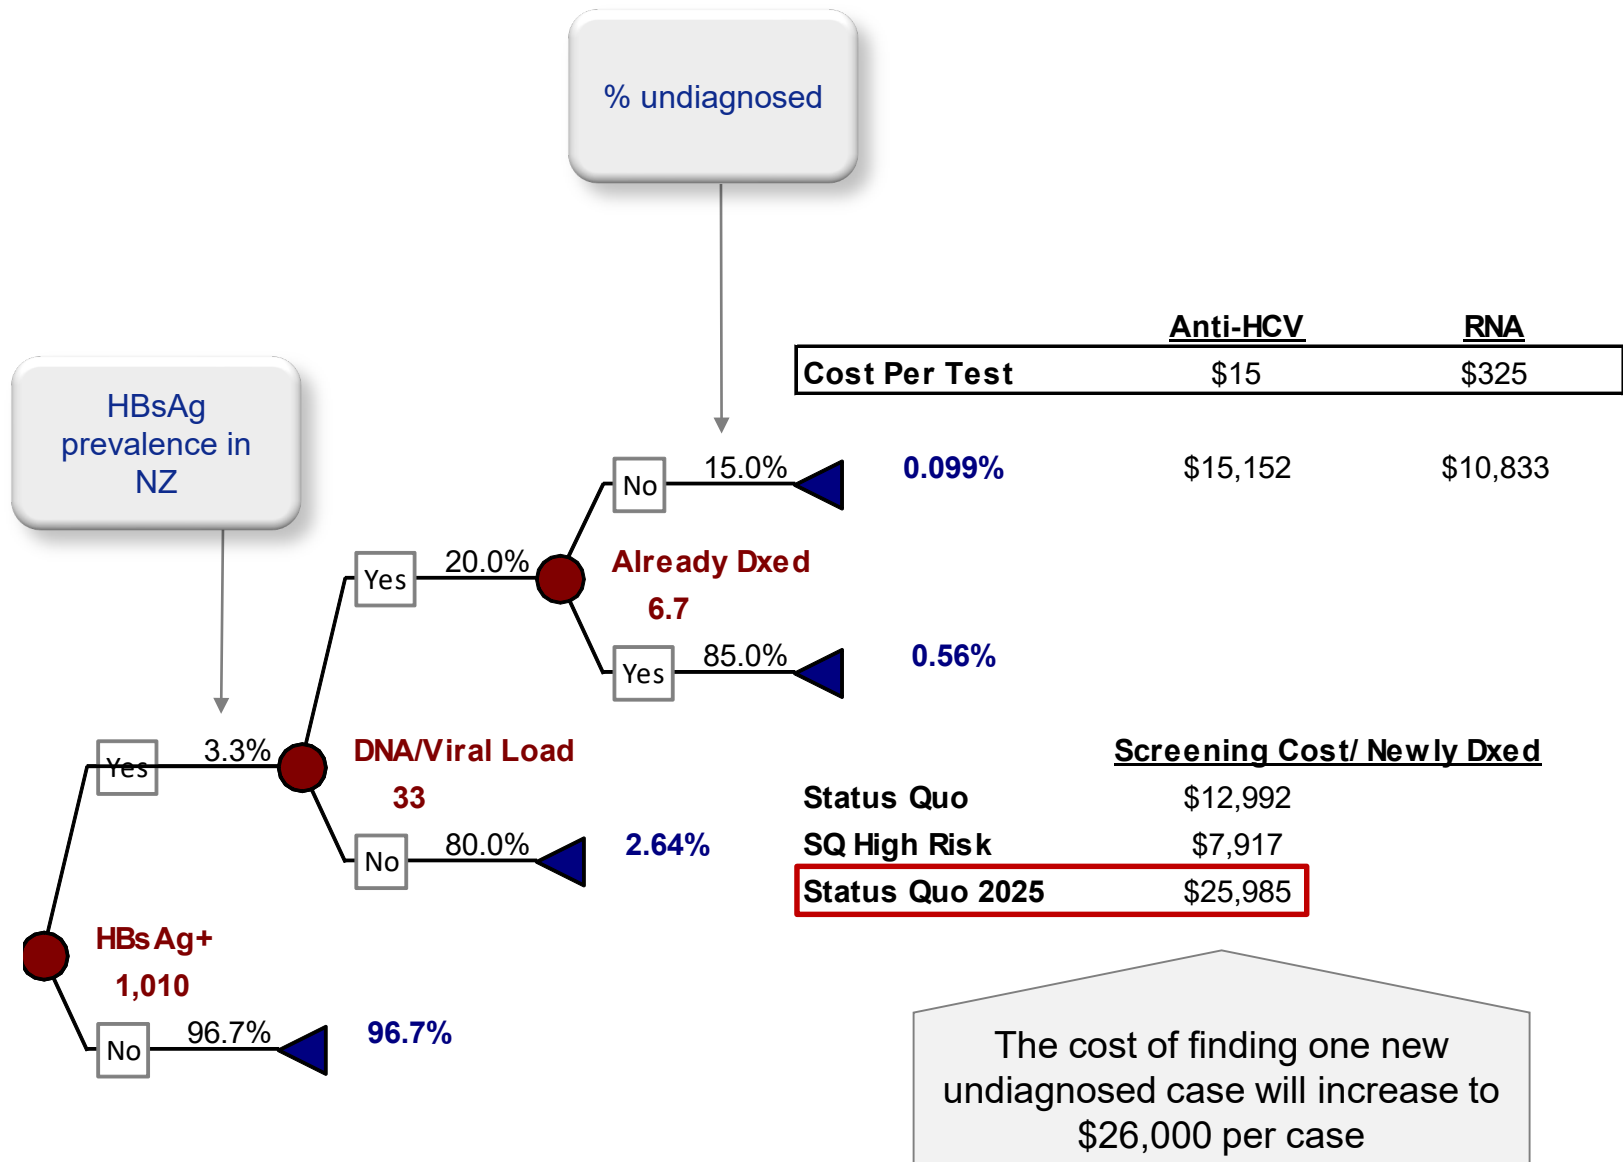 % undiagnosed
Anti-HCV RNA
Cost Per Test $15 $325
HBsAg
prevalence in
NZ
No 15.0% 0.099% $15,152 $10,833
Yes 20.0% Already Dxed
6.7
Yes 85.0% 0.56%
Yes 3.3% DNA/Viral Load
33
Screening Cost/ Newly Dxed
Status Quo $12,992
No 80.0% 2.64%
SQ High Risk $7,917
Status Quo 2025 $25,985
HBsAg+
1,010
No 96.7% 96.7%
The cost of finding one new
undiagnosed case will increase to
$26,000 per case